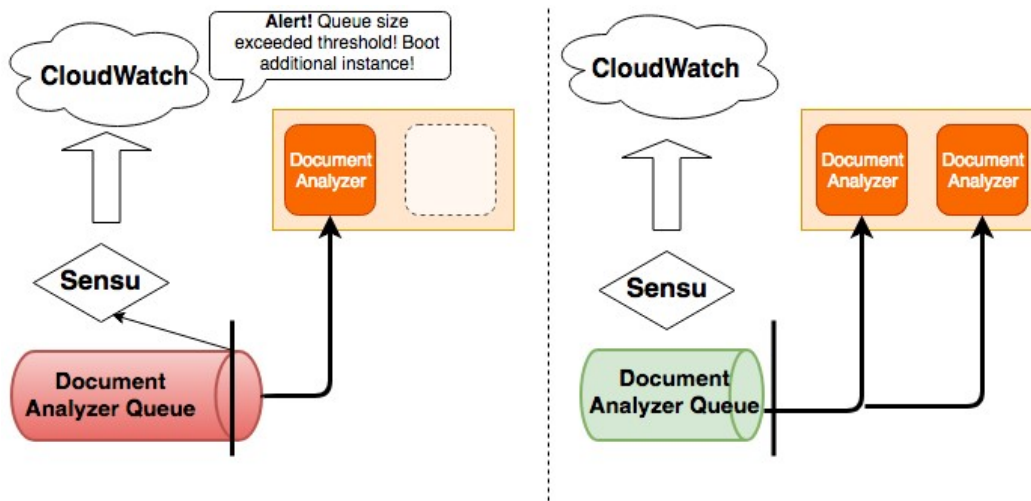 Alert! Queue size
exceeded threshold! Boot
additional instance!
CloudWatch
Document
Analyzer
Sensu
Document
Analyzer Queue
CloudWatch
Document
Analyzer
Document
Analyzer
Sensu
Document
Analyzer Queue